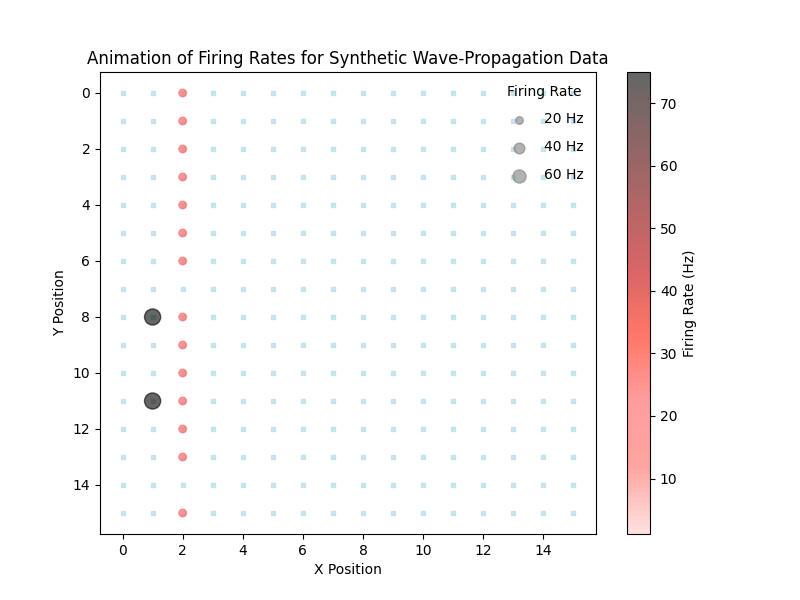 Animation of Firing Rates for Synthetic Wave-Propagation Data
Firing Rate
20 Hz
40 Hz
60 Hz
0
2
4
6
8
10
12
14
Y Position
0 2 4 6 8 10 12 14
X Position
70
60
50
40
30
20
10
Firing Rate (Hz)